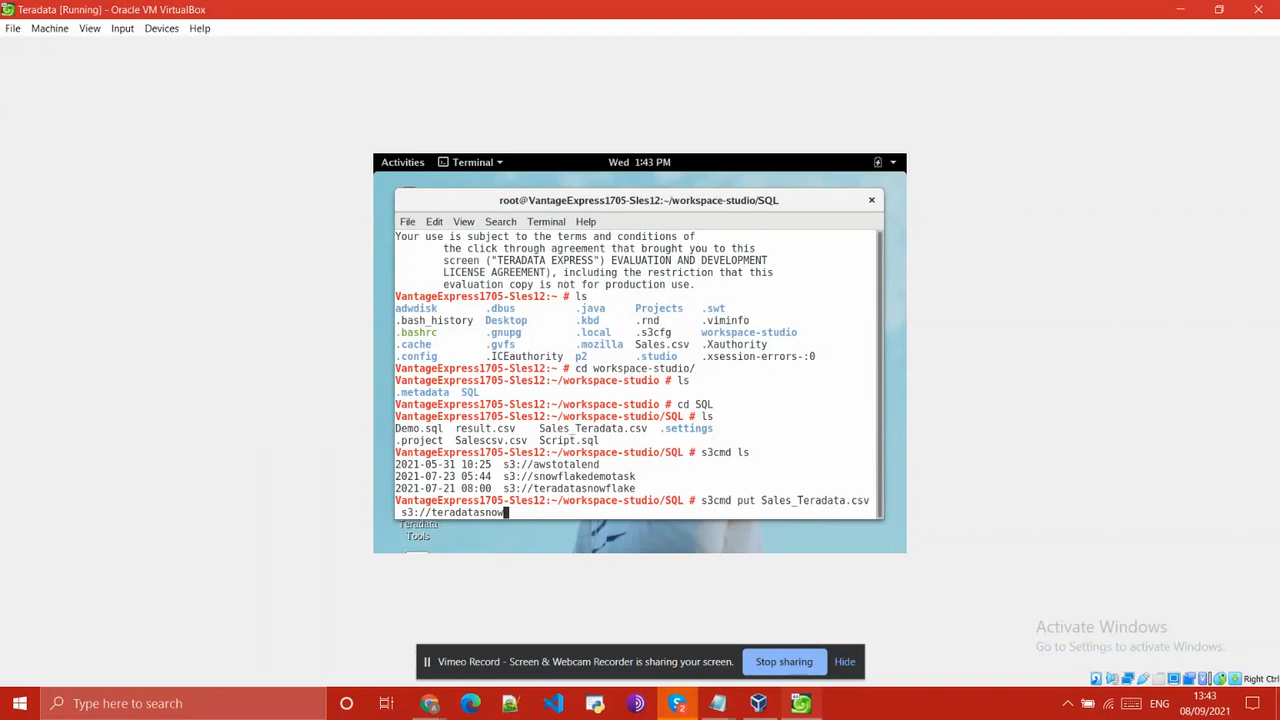 Teradata [Running] - Oracle VM VirtualBox
File Machine View Input Devices Help
Activities Terminal Wed 1:43 PM
root@VantageExpress1705-Sles12:~/workspace-studio/SQL
File Edit View Search Terminal Help
Your use is subject to the terms and conditions of
the click through agreement that brought you to this
screen ("TERADATA EXPRESS") EVALUATION AND DEVELOPMENT
LICENSE AGREEMENT), including the restriction that this
evaluation copy is not for production use.
VantageExpress1705-Sles12:~ # ls
adwdisk .dbus .java Projects .swt
.bash_history Desktop .kbd .rnd .viminfo
.bashrc .gnupg .local .s3cfg workspace-studio
.cache .gvfs .mozilla Sales.csv .Xauthority
.config .ICEauthority p2 .studio .xsession-errors-:0
VantageExpress1705-Sles12:~ # cd workspace-studio/
VantageExpress1705-Sles12:~/workspace-studio # ls
.metadata SQL
VantageExpress1705-Sles12:~/workspace-studio # cd SQL
VantageExpress1705-Sles12:~/workspace-studio/SQL # ls
Demo.sql result.csv Sales_Teradata.csv .settings
.project Salescsv.csv Script.sql
VantageExpress1705-Sles12:~/workspace-studio/SQL # s3cmd ls
2021-05-31 10:25 s3://awstotalend
2021-07-23 05:44 s3://snowflakedemotask
2021-07-21 08:00 s3://teradatasnowflake
VantageExpress1705-Sles12:~/workspace-studio/SQL # s3cmd put Sales_Teradata.csv
s3://teradatasnow
Teradata
Tools
Activate Windows
Go to Settings to activate Windows.
Vimeo Record - Screen & Webcam Recorder is sharing your screen. Stop sharing Hide
Right Ctrl
Type here to search
ENG
13:43
08/09/2021